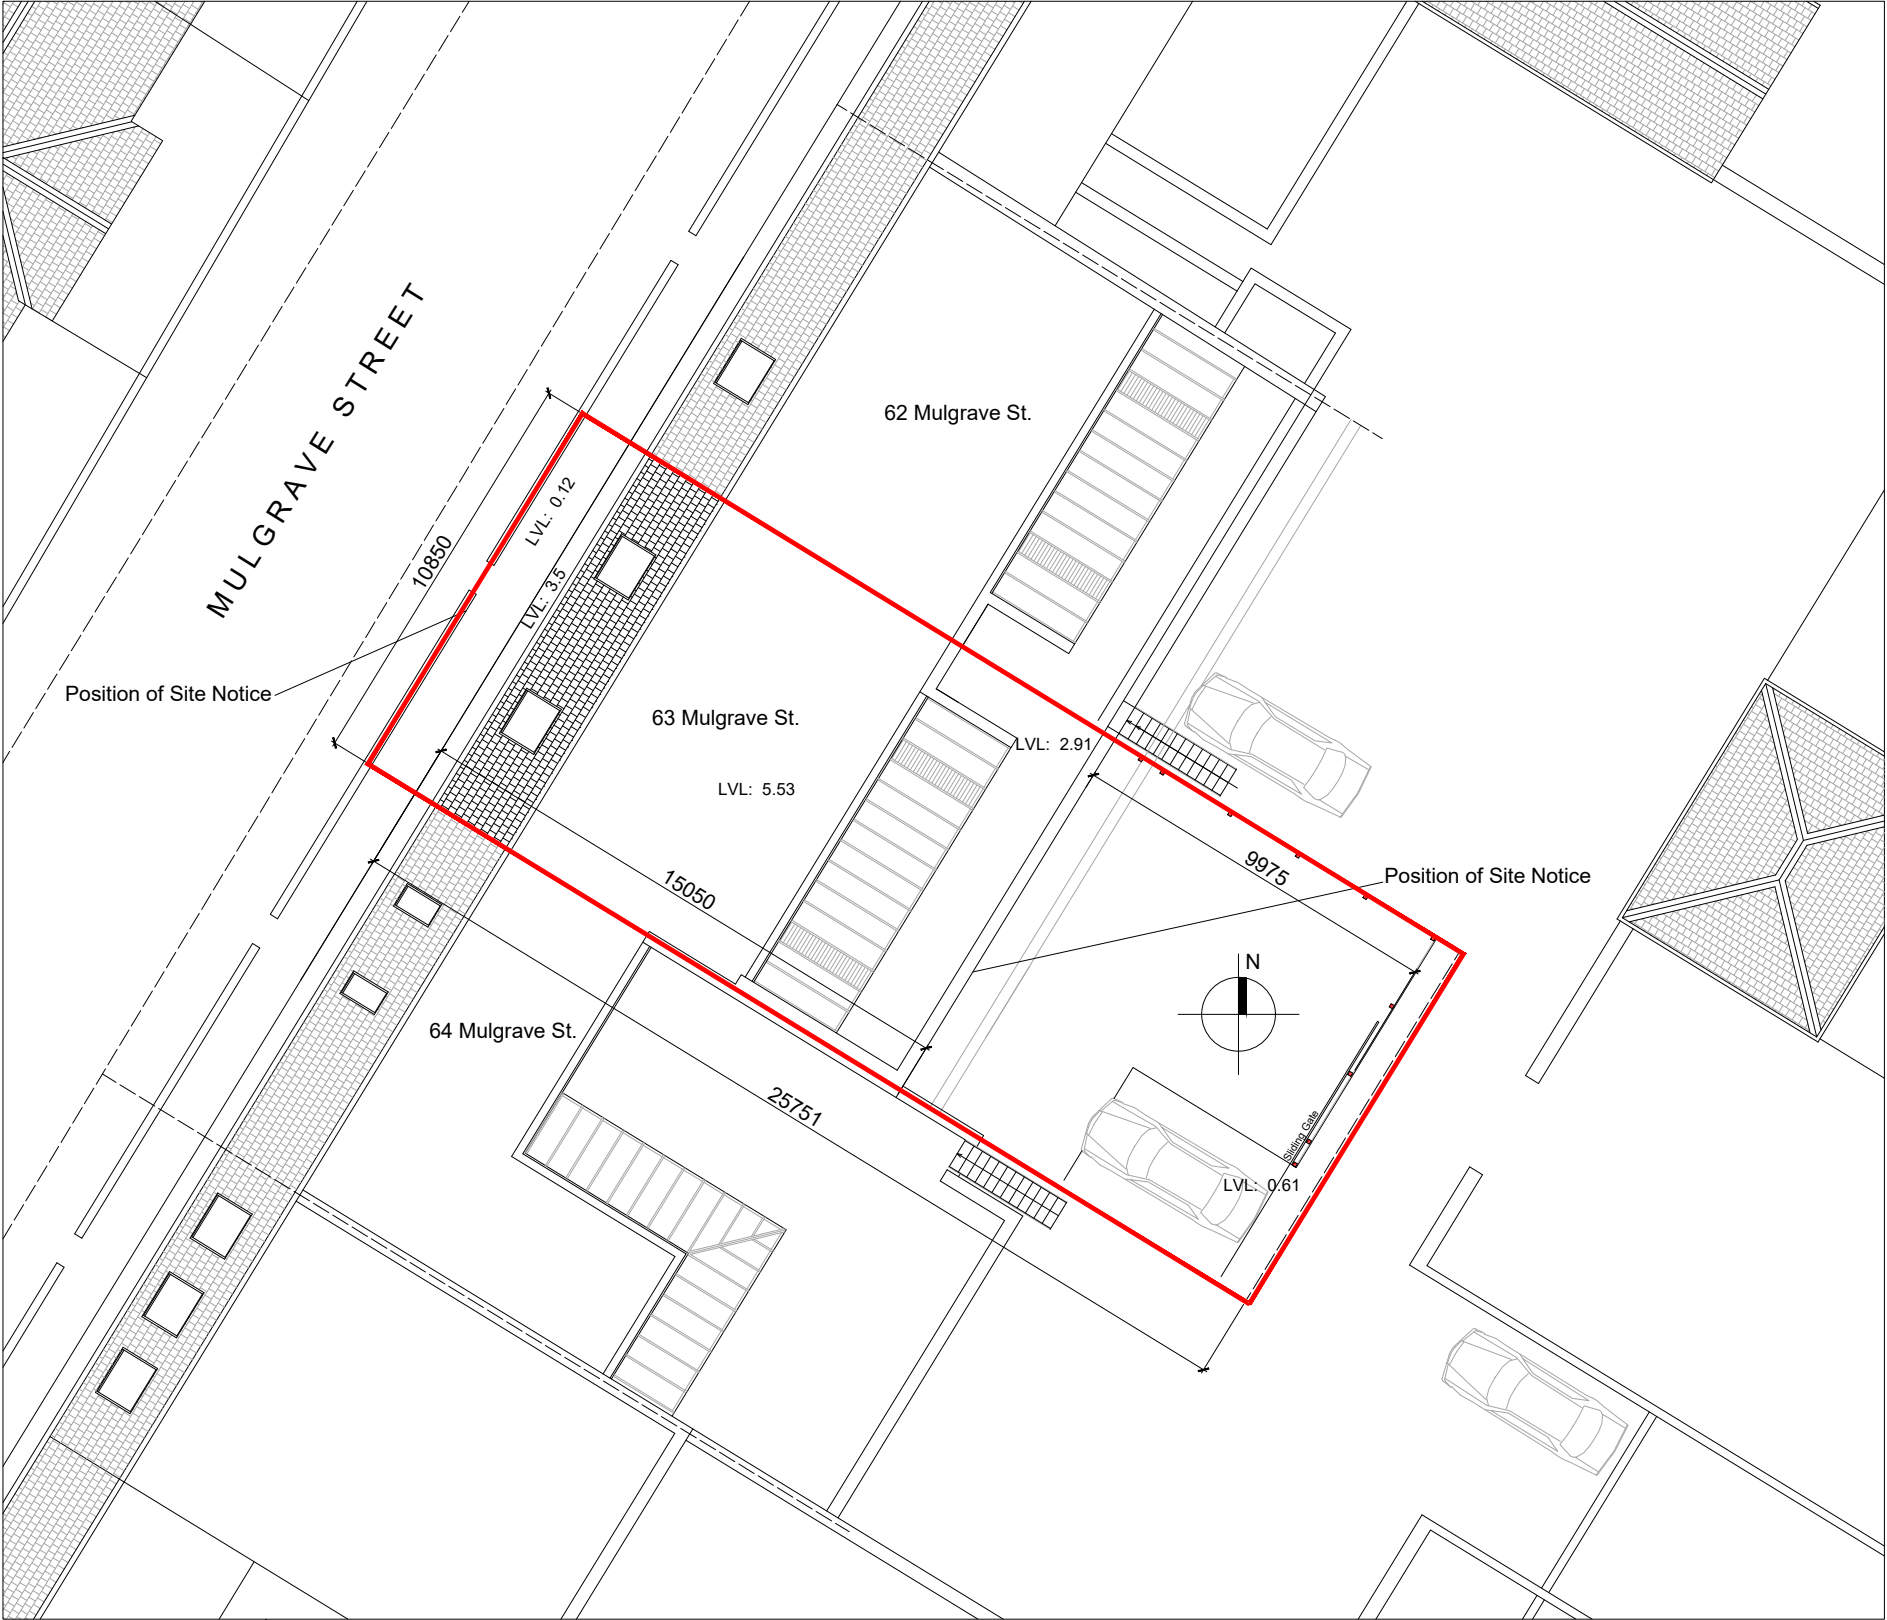 MULGRAVE STREET
62 Mulgrave St.
LVL: 0.12
10850
LVL: 3.5
Position of Site Notice
63 Mulgrave St.
LVL: 2.91
LVL: 5.53
9975
Position of Site Notice
15050
N
64 Mulgrave St.
25751
Sliding Gate
LVL: 0.61